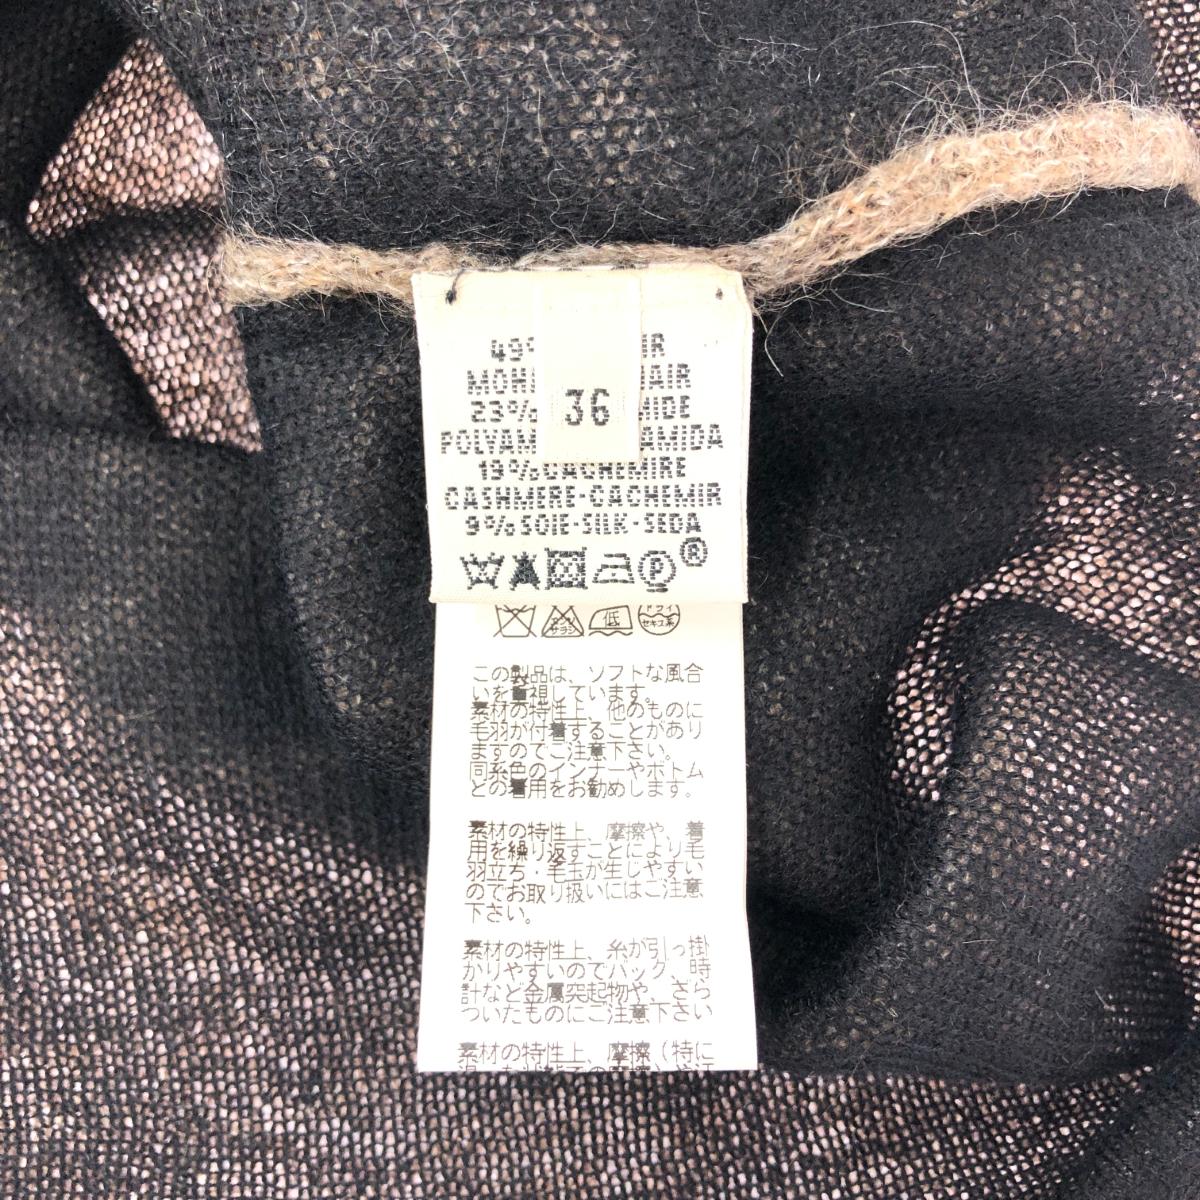 49%
36
23%
19%CACHEMIRE
CASHMERE-CACHEMIR
9%SOIE-SILK-SEDA
P ®
サラシ 低 ドライ
セキユ系
この製品は、ソフトな風合
いを重視しています。
素材の特性上、他のものに
毛羽が付着することがあり
ますのでご注意下さい。
同系色のインナーやボトム
との着用をお勧めします。
素材の特性上、摩擦や、着
用を繰り返すことにより毛
羽立ち・毛玉が生じやすい
のでお取り扱いにはご注意
下さい。
素材の特性上、糸が引っ掛
かりやすいのでバック、時
計など金属突起物や、ざら
ついたものにご注意下さい
素材の特性上、摩擦（特に